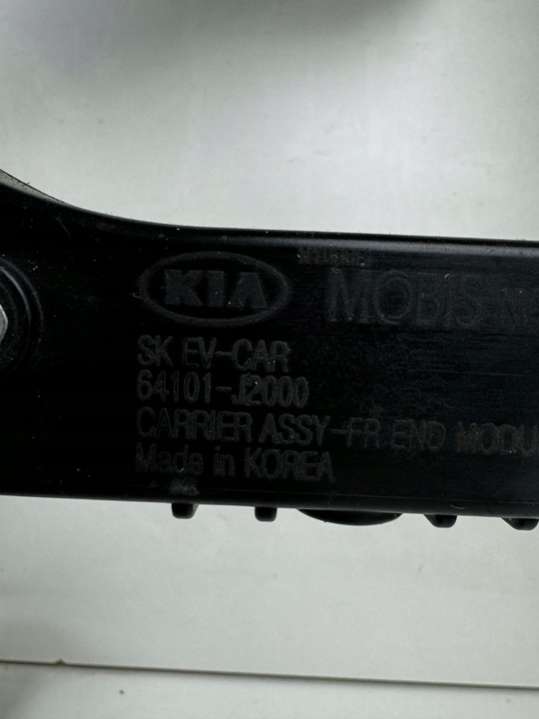 KIA MOBIS
SK EV-CAR
64101-J2000
CARRIER ASSY-FR END MODU
Made in KOREA